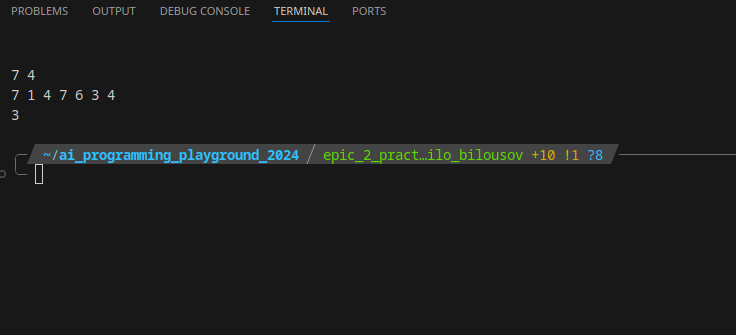 PROBLEMS OUTPUT DEBUG CONSOLE TERMINAL PORTS
7 4
7 1 4 7 6 3 4
3
~/ai_programming_playground_2024 epic_2_pract…ilo_bilousov +10 !1 ?8